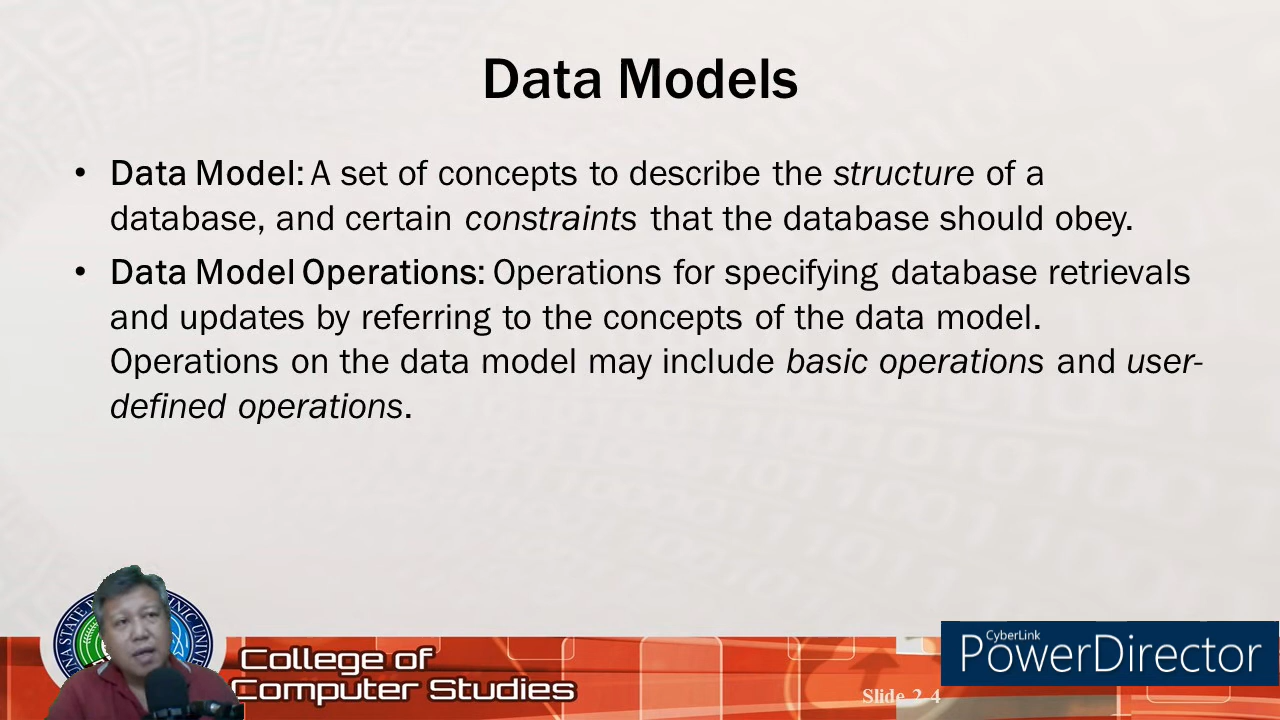 Data Models
• Data Model: A set of concepts to describe the structure of a
database, and certain constraints that the database should obey.
• Data Model Operations: Operations for specifying database retrievals
and updates by referring to the concepts of the data model.
Operations on the data model may include basic operations and user-
defined operations.
College of
Computer Studies
Slide 2-4
CyberLink
PowerDirector